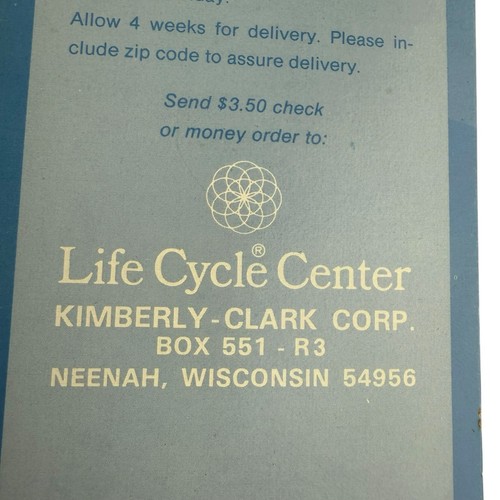 day.
Allow 4 weeks for delivery. Please in-
clude zip code to assure delivery.
Send $3.50 check
or money order to:
Life Cycle® Center
KIMBERLY-CLARK CORP.
BOX 551 - R3
NEENAH, WISCONSIN 54956